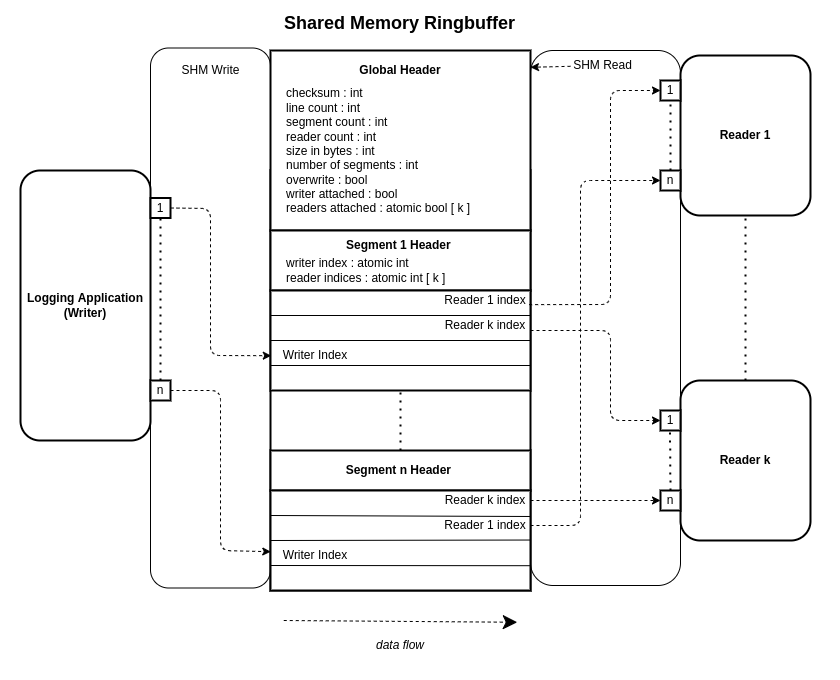 Shared Memory Ringbuffer
SHM Write
Global Header
SHM Read
checksum : int
line count : int
segment count : int
reader count : int
size in bytes : int
number of segments : int
overwrite : bool
writer attached : bool
readers attached : atomic bool [ k ]
1
n
Reader 1
1
n
Logging Application
(Writer)
Segment 1 Header
writer index : atomic int
reader indices : atomic int [ k ]
Reader 1 index
Reader k index
Writer Index
Segment n Header
Reader k index
Reader 1 index
Writer Index
1
n
Reader k
data flow